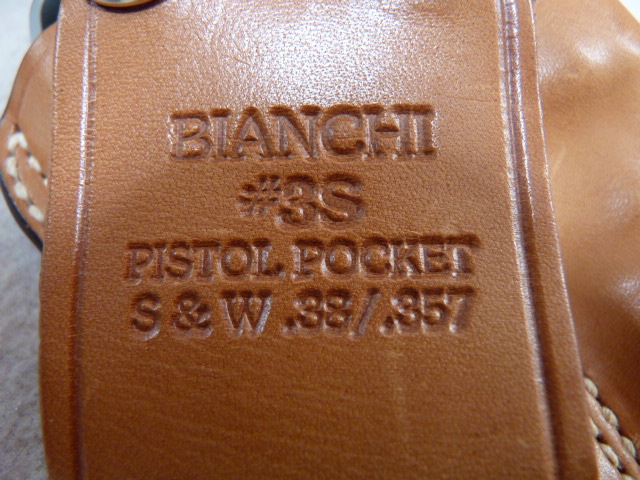 BIANCHI
#3S
PISTOL POCKET
S & W .38/.357